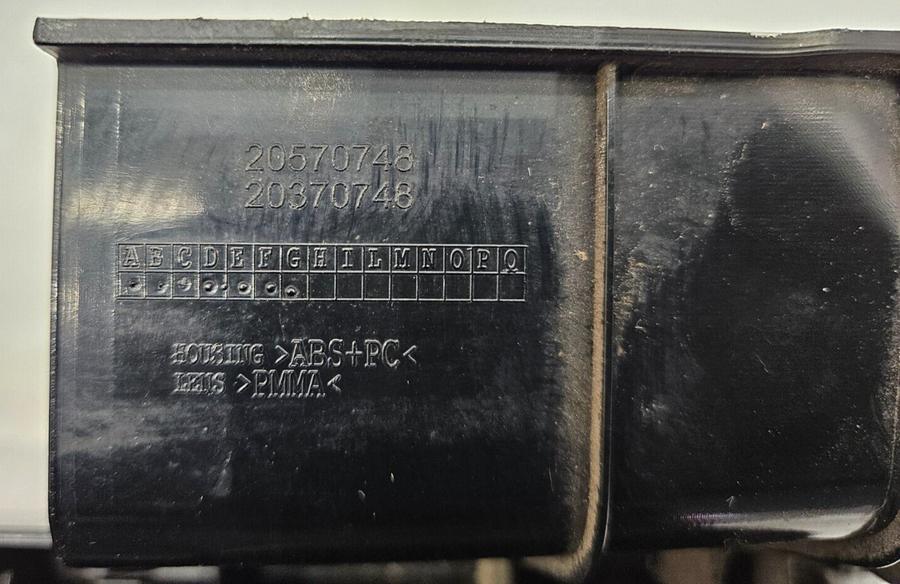 20570748
20370748
A B C D E F G H I L M N O P Q
HOUSING >ABS+PC<
LENS >PMMA<